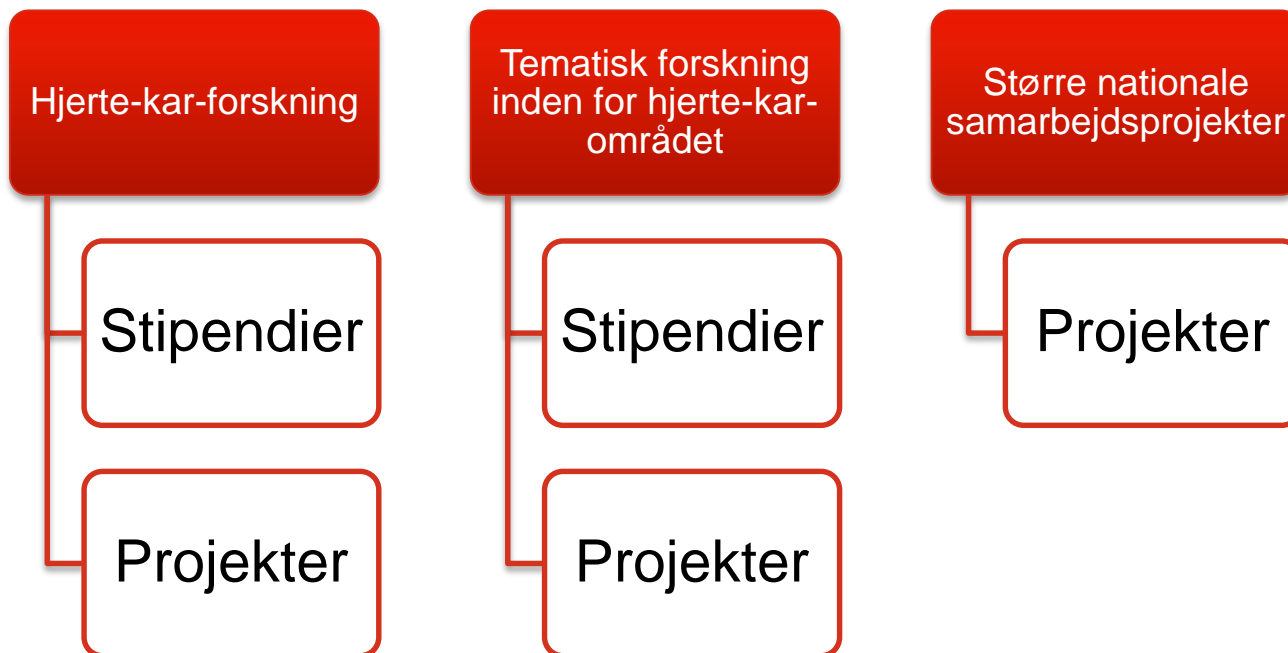 Hjerte-kar-forskning
Stipendier
Projekter
Tematisk forskning
inden for hjerte-kar-
området
Stipendier
Projekter
Større nationale
samarbejdsprojekter
Projekter